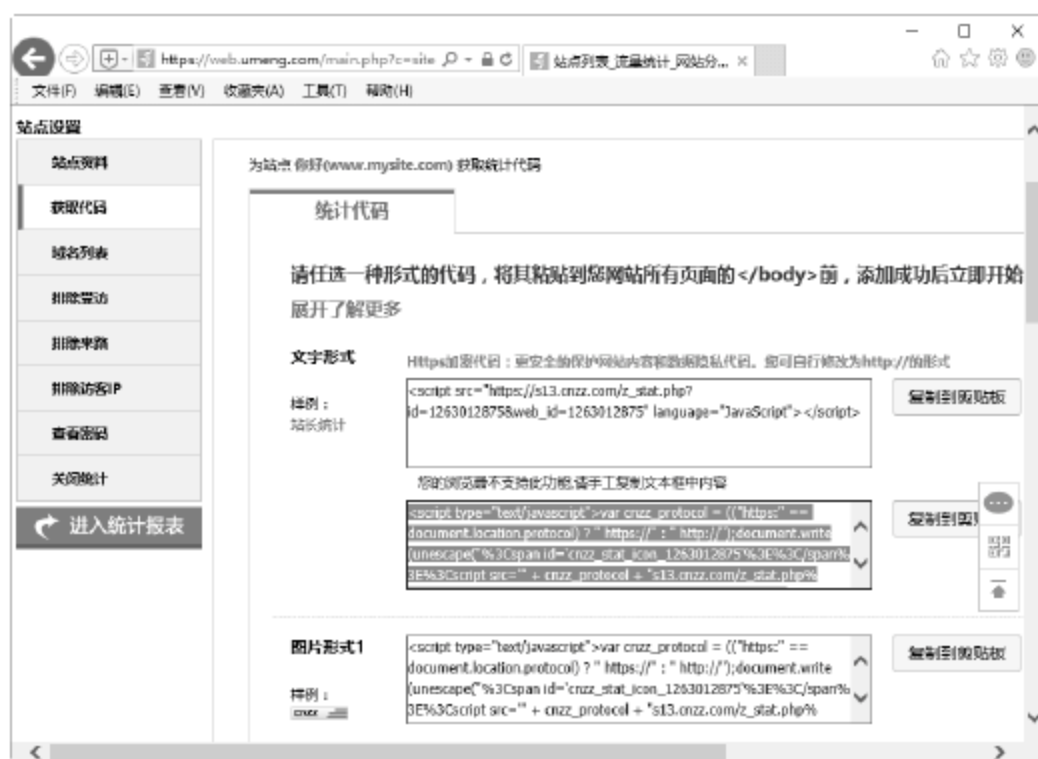 https://web.umeng.com/main.php?c=site
站点列表_流量统计_网站分... ×
文件(F) 编辑(E) 查看(V) 收藏夹(A) 工具(T) 帮助(H)
站点设置
站点资料
获取代码
域名列表
排除受访
排除来路
排除访客IP
查看密码
关闭统计
进入统计报表
为站点 你好(www.mysite.com) 获取统计代码
统计代码
请任选一种形式的代码，将其粘贴到您网站所有页面的</body>前，添加成功后立即开始
展开了解更多
文字形式
Https加密代码：更安全的保护网站内容和数据隐私代码。您可自行修改为http://的形式
样例：
站长统计
<script src="https://s13.cnzz.com/z_stat.php?
id=1263012875&web_id=1263012875" language="JavaScript"></script>
复制到剪贴板
您的浏览器不支持此功能,请手工复制文本框中内容
<script type="text/javascript">var cnzz_protocol = (("https:" ==
document.location.protocol) ? " https://" : " http://");document.write
(unescape("%3Cspan id='cnzz_stat_icon_1263012875'%3E%3C/span%
3E%3Cscript src='" + cnzz_protocol + "s13.cnzz.com/z_stat.php%
复制到剪
图片形式1
样例：
cnzz
<script type="text/javascript">var cnzz_protocol = (("https:" ==
document.location.protocol) ? " https://" : " http://");document.write
(unescape("%3Cspan id='cnzz_stat_icon_1263012875'%3E%3C/span%
3E%3Cscript src='" + cnzz_protocol + "s13.cnzz.com/z_stat.php%
复制到剪贴板